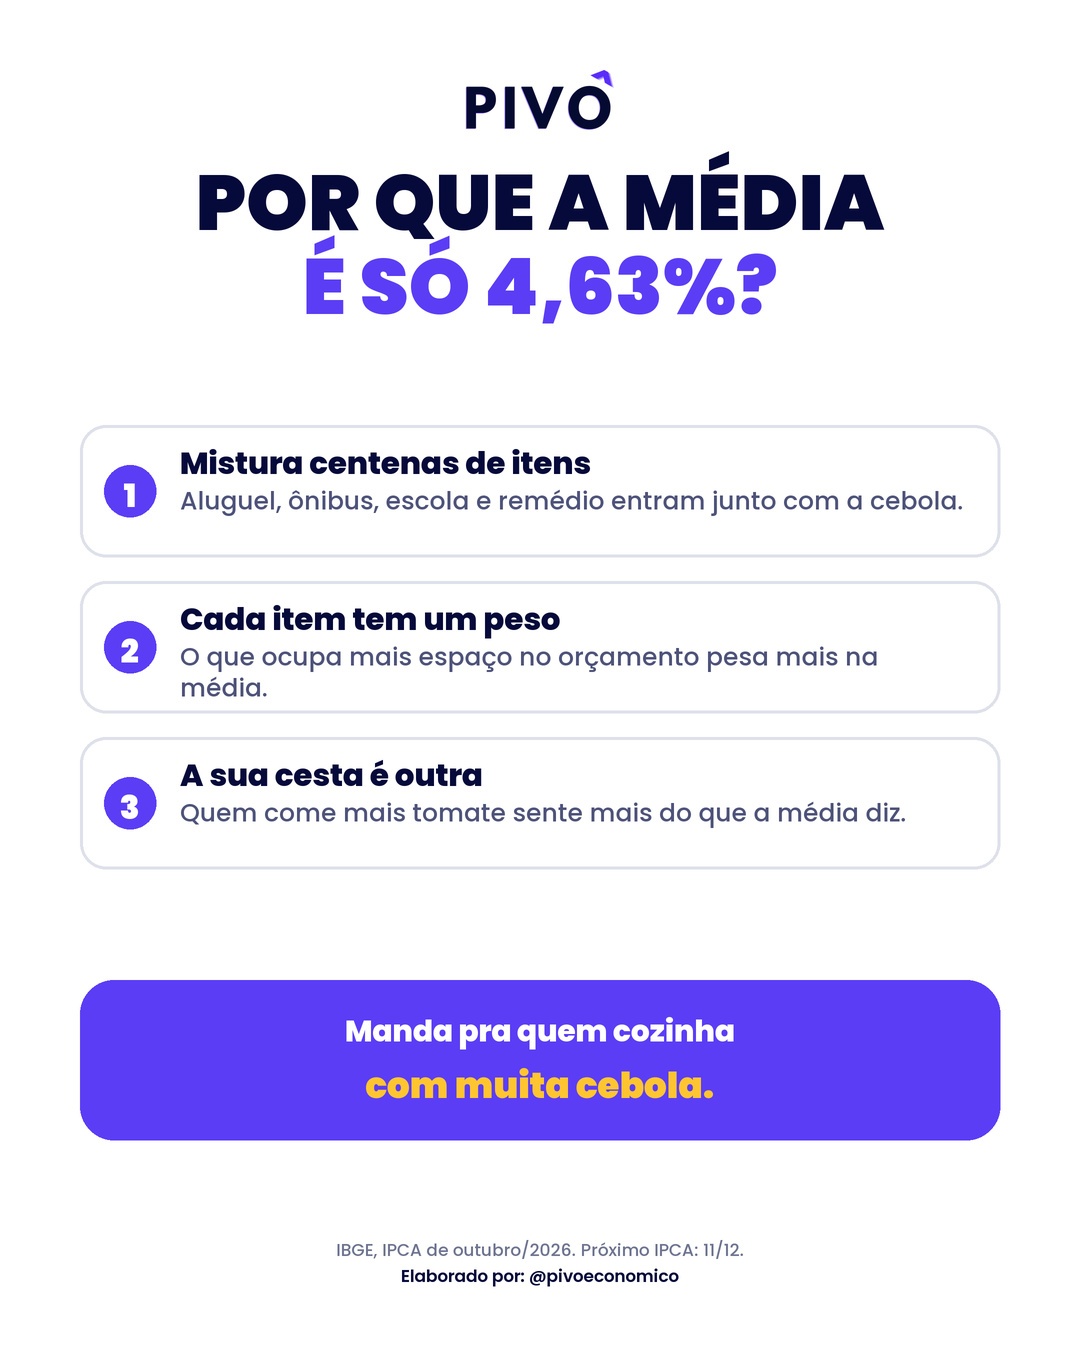 PIVÔ
POR QUE A MÉDIA
É SÓ 4,63%?
1
Mistura centenas de itens
Aluguel, ônibus, escola e remédio entram junto com a cebola.
2
Cada item tem um peso
O que ocupa mais espaço no orçamento pesa mais na
média.
3
A sua cesta é outra
Quem come mais tomate sente mais do que a média diz.
Manda pra quem cozinha
com muita cebola.
IBGE, IPCA de outubro/2026. Próximo IPCA: 11/12.
Elaborado por: @pivoeconomico